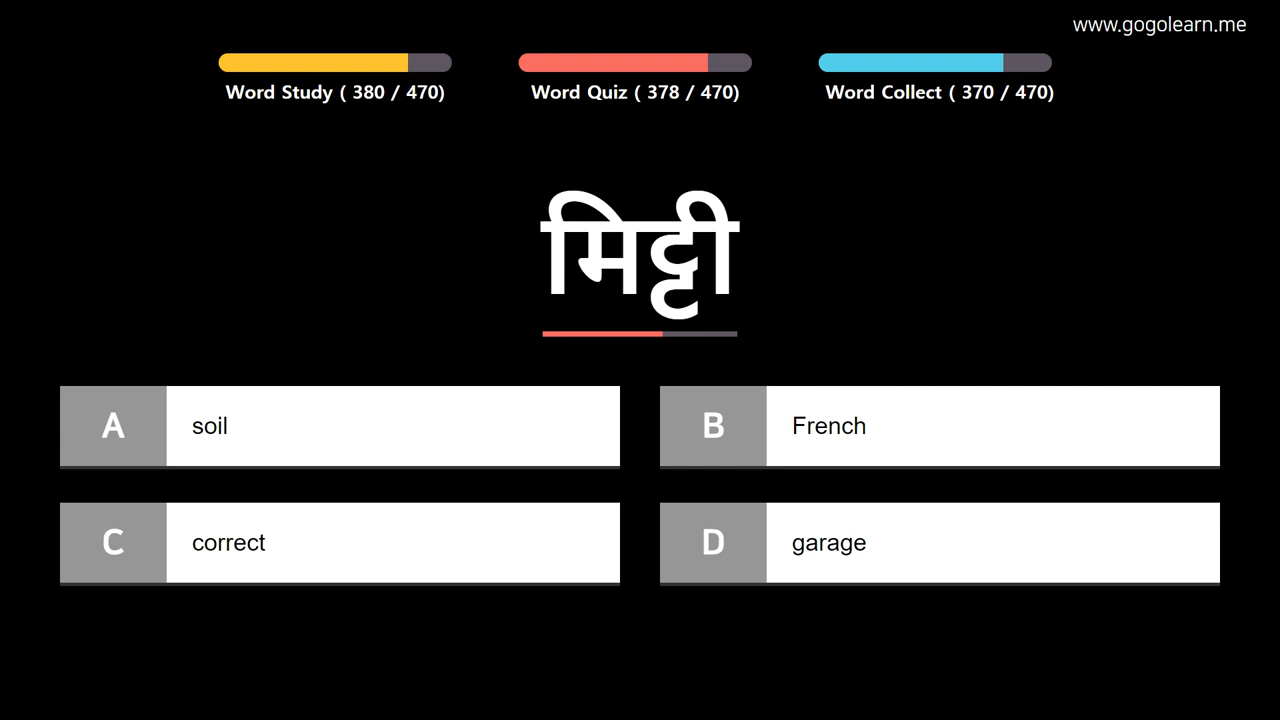 www.gogolearn.me
Word Study ( 380 / 470)
Word Quiz ( 378 / 470)
Word Collect ( 370 / 470)
मिट्टी
A soil
B French
C correct
D garage